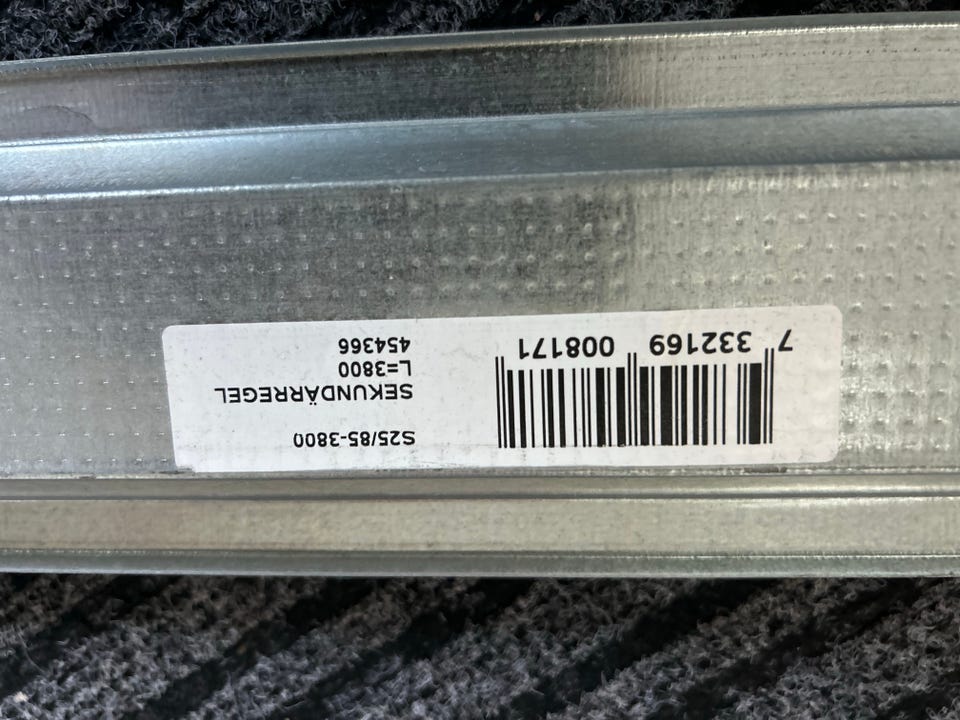 7 332169 008171
S25/85-3800
SEKUNDÄRREGEL
L=3800
454366